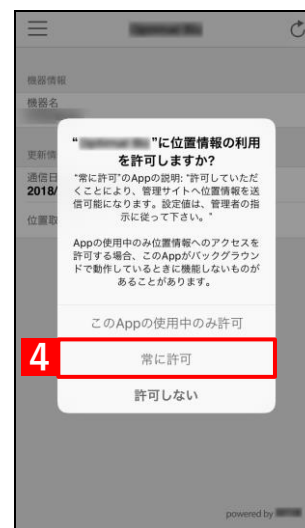 機器情報
機器名
更新情
通信日
2018/
位置取
"
"に位置情報の利用
を許可しますか?
"常に許可"のAppの説明: "許可していただ
くことにより、管理サイトへ位置情報を送
信可能になります。設定値は、管理者の指
示に従って下さい。"
Appの使用中のみ位置情報へのアクセスを
許可する場合、このAppがバックグラウン
ドで動作しているときに機能しないものが
あることがあります。
このAppの使用中のみ許可
4
常に許可
許可しない
powered by